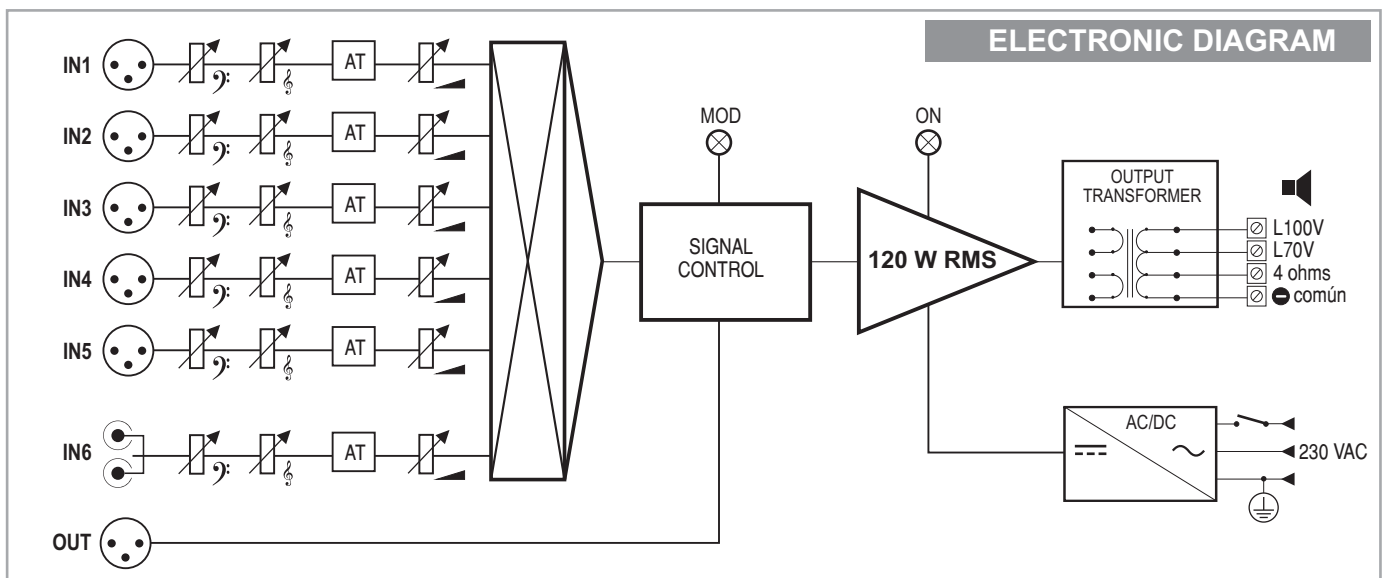 ELECTRONIC DIAGRAM
IN1
AT
IN2
AT
IN3
AT
IN4
AT
IN5
AT
IN6
AT
OUT
MOD
SIGNAL
CONTROL
ON
120 W RMS
OUTPUT
TRANSFORMER
L100V
L70V
4 ohms
común
AC/DC
230 VAC